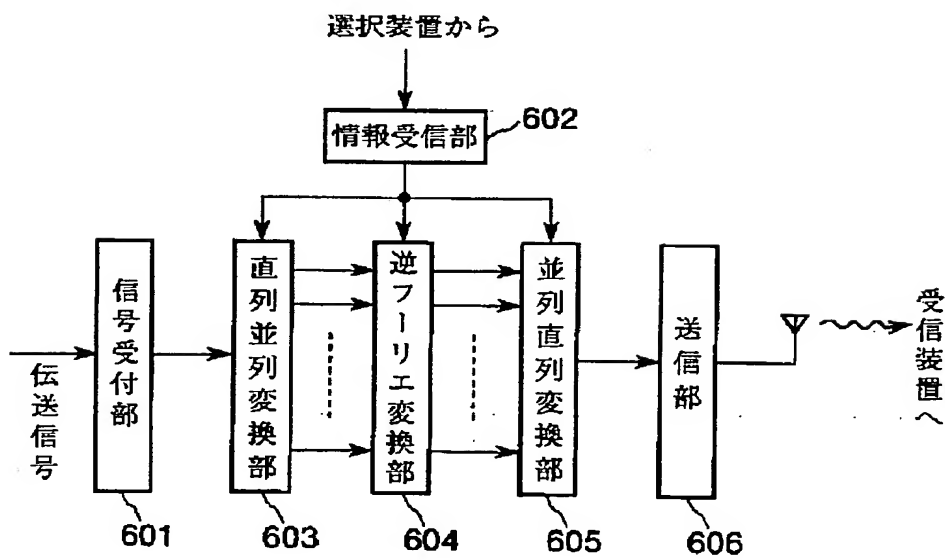 選択装置から
情報受信部
602
伝送信号
信号受付部
直列並列変換部
逆フーリエ変換部
並列直列変換部
送信部
受信装置へ
601
603
604
605
606